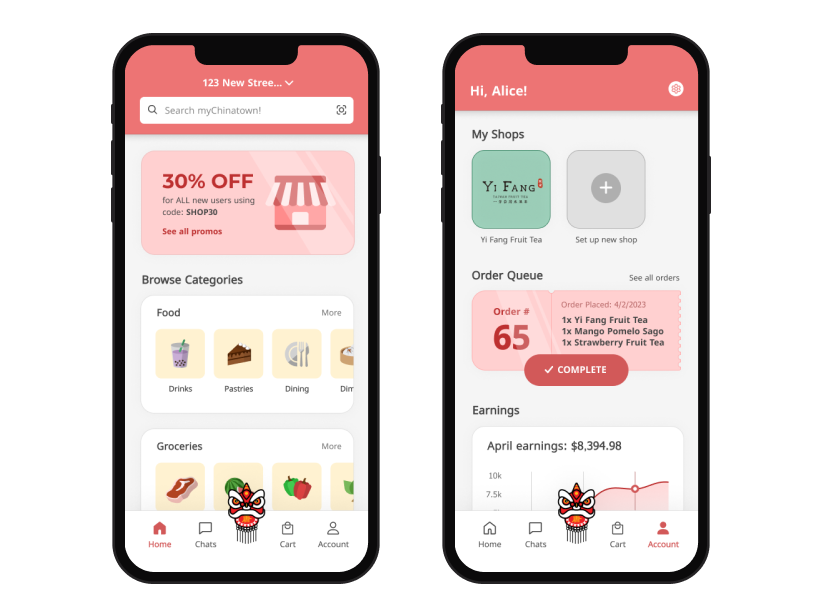 123 New Stree...
Search myChinatown!
30% OFF
for ALL new users using
code: SHOP30
See all promos
Browse Categories
Food
More
Drinks
Pastries
Dining
Dim
Groceries
More
Home
Chats
Cart
Account
Hi, Alice!
My Shops
YI FANG
TAIWAN FRUIT TEA
Yi Fang Fruit Tea
Set up new shop
Order Queue
See all orders
Order #
65
Order Placed: 4/2/2023
1x Yi Fang Fruit Tea
1x Mango Pomelo Sago
1x Strawberry Fruit Tea
COMPLETE
Earnings
April earnings: $8,394.98
10k
7.5k
Home
Chats
Cart
Account